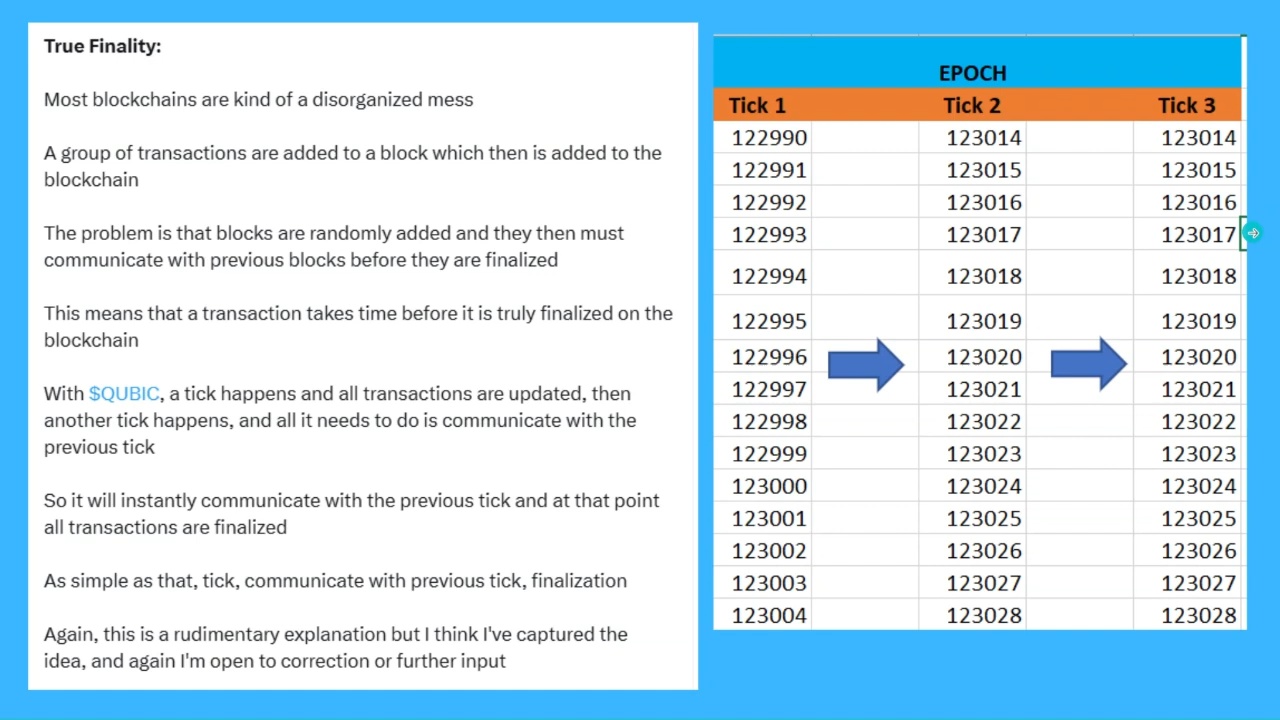 True Finality:
Most blockchains are kind of a disorganized mess
A group of transactions are added to a block which then is added to the
blockchain
The problem is that blocks are randomly added and they then must
communicate with previous blocks before they are finalized
This means that a transaction takes time before it is truly finalized on the
blockchain
With $QUBIC, a tick happens and all transactions are updated, then
another tick happens, and all it needs to do is communicate with the
previous tick
So it will instantly communicate with the previous tick and at that point
all transactions are finalized
As simple as that, tick, communicate with previous tick, finalization
Again, this is a rudimentary explanation but I think I've captured the
idea, and again I'm open to correction or further input
EPOCH
Tick 1 Tick 2 Tick 3
122990 123014 123014
122991 123015 123015
122992 123016 123016
122993 123017 123017
122994 123018 123018
122995 123019 123019
122996 123020 123020
122997 123021 123021
122998 123022 123022
122999 123023 123023
123000 123024 123024
123001 123025 123025
123002 123026 123026
123003 123027 123027
123004 123028 123028